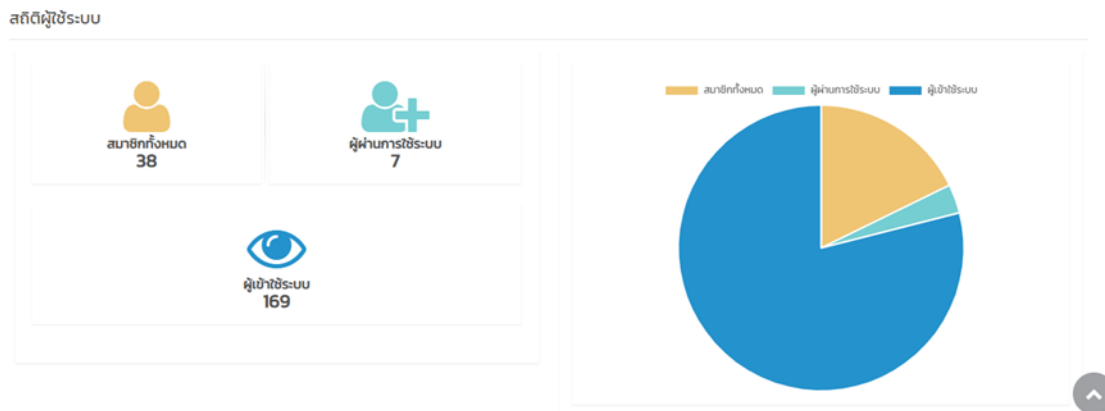 สถิติผู้ใช้ระบบ
สมาชิกทั้งหมด
38
ผู้ผ่านการใช้ระบบ
7
ผู้เข้าใช้ระบบ
169
สมาชิกทั้งหมด ผู้ผ่านการใช้ระบบ ผู้เข้าใช้ระบบ